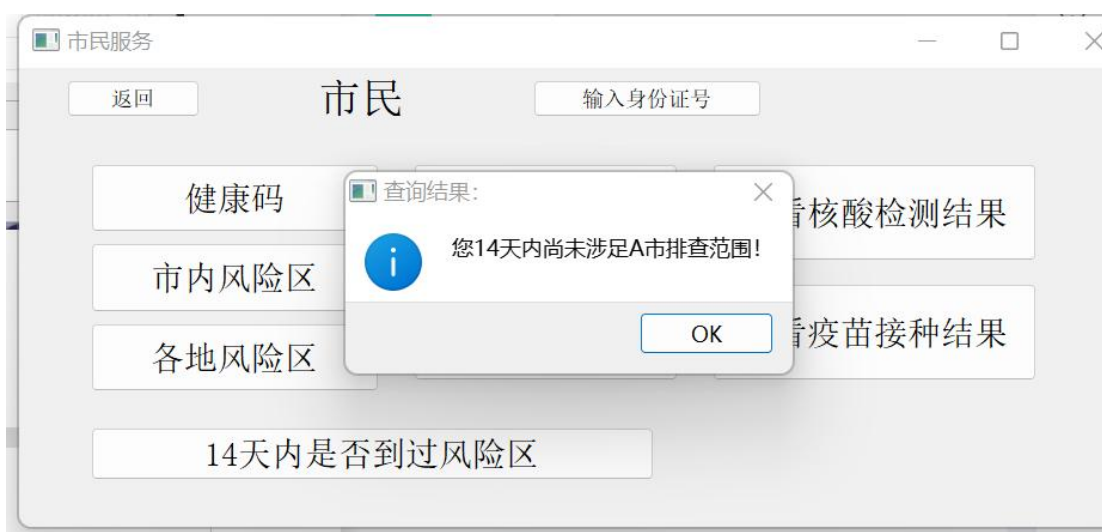 市民服务
返回
市民
输入身份证号
健康码
市内风险区
各地风险区
查询结果:
您14天内尚未涉足A市排查范围!
OK
看核酸检测结果
看疫苗接种结果
14天内是否到过风险区